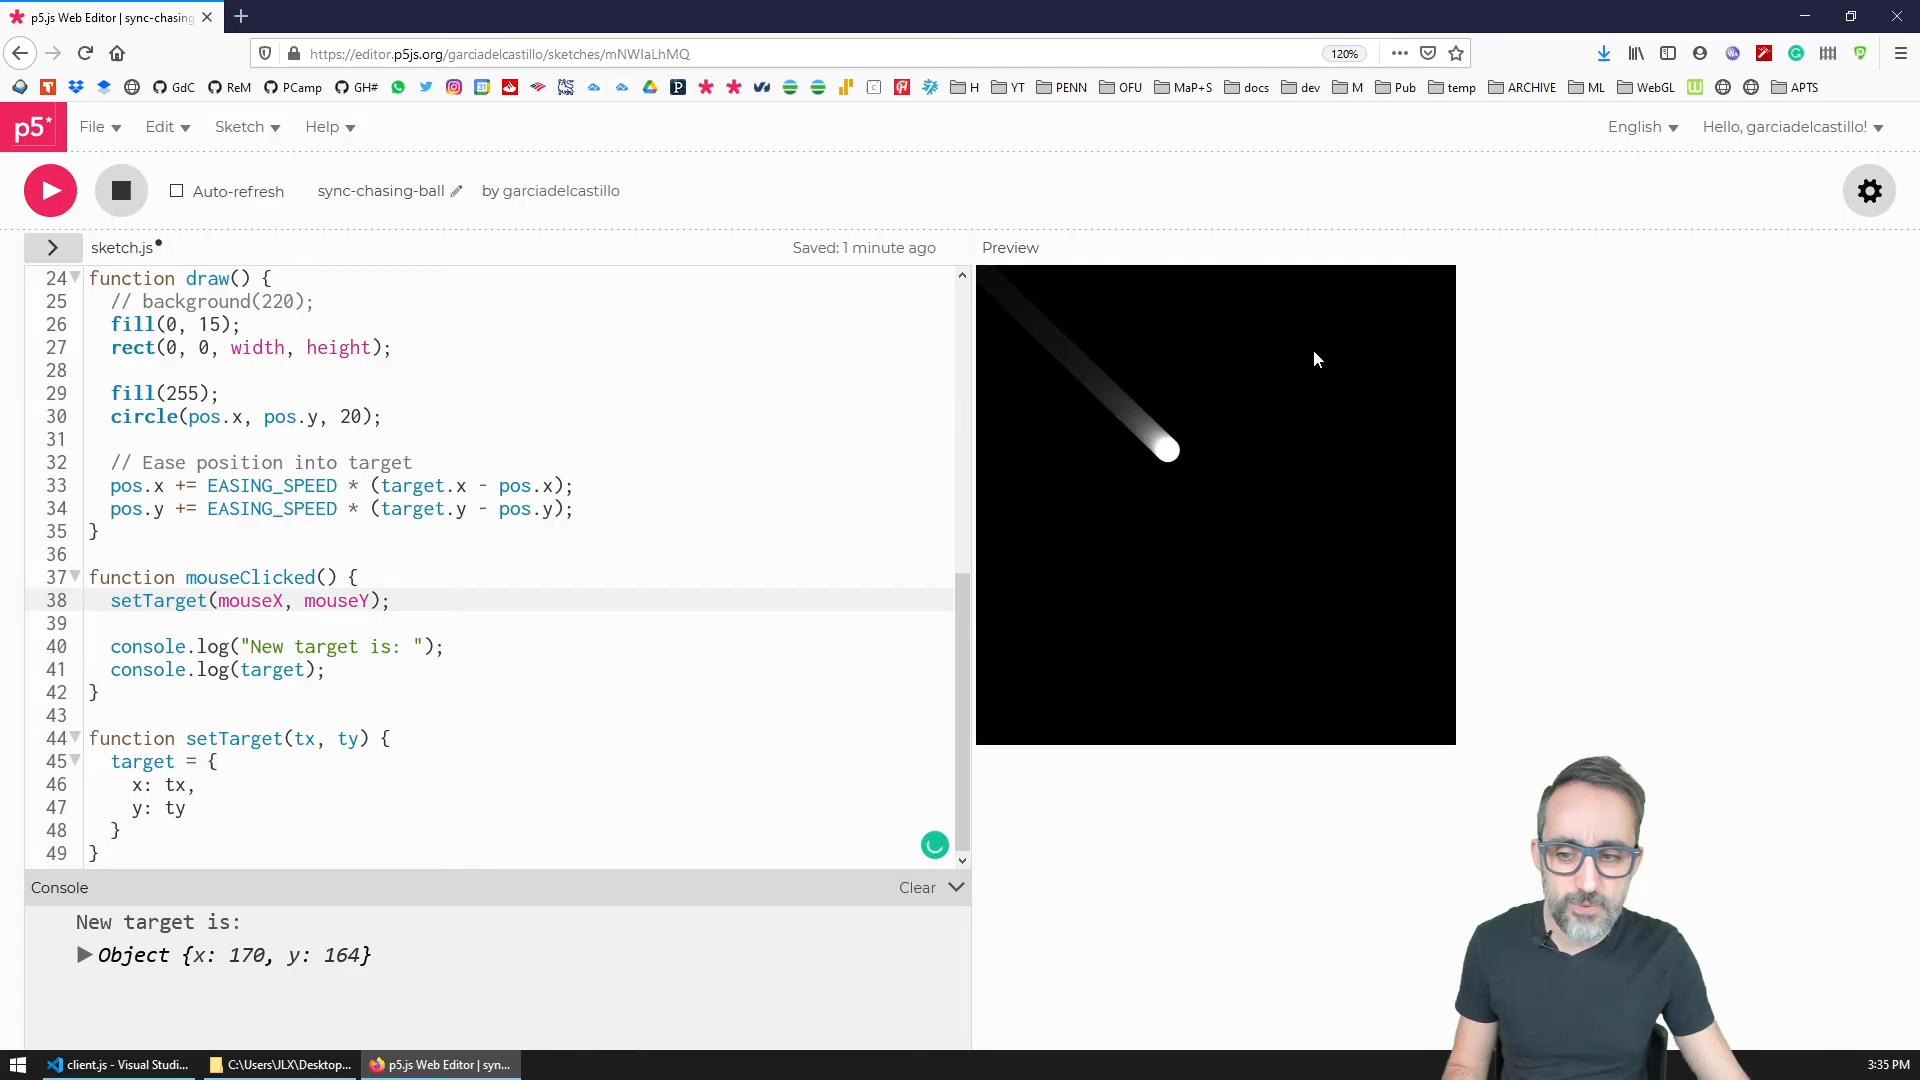 p5.js Web Editor | sync-chasing
https://editor.p5js.org/garciadelcastillo/sketches/mNWIaLhMQ
120%
GdC
ReM
PCamp
GH#
H
YT
PENN
OFU
MaP+S
docs
dev
M
Pub
temp
ARCHIVE
ML
WebGL
APTS
p5*
File
Edit
Sketch
Help
English
Hello, garciadelcastillo!
Auto-refresh
sync-chasing-ball
by garciadelcastillo
sketch.js
Saved: 1 minute ago
Preview
24 function draw() {
25 // background(220);
26 fill(0, 15);
27 rect(0, 0, width, height);
28
29 fill(255);
30 circle(pos.x, pos.y, 20);
31
32 // Ease position into target
33 pos.x += EASING_SPEED * (target.x - pos.x);
34 pos.y += EASING_SPEED * (target.y - pos.y);
35 }
36
37 function mouseClicked() {
38 setTarget(mouseX, mouseY);
39
40 console.log("New target is: ");
41 console.log(target);
42 }
43
44 function setTarget(tx, ty) {
45 target = {
46 x: tx,
47 y: ty
48 }
49 }
Console
Clear
New target is:
Object {x: 170, y: 164}
client.js - Visual Studi...
C:\Users\JLX\Desktop...
p5.js Web Editor | syn...
3:35 PM